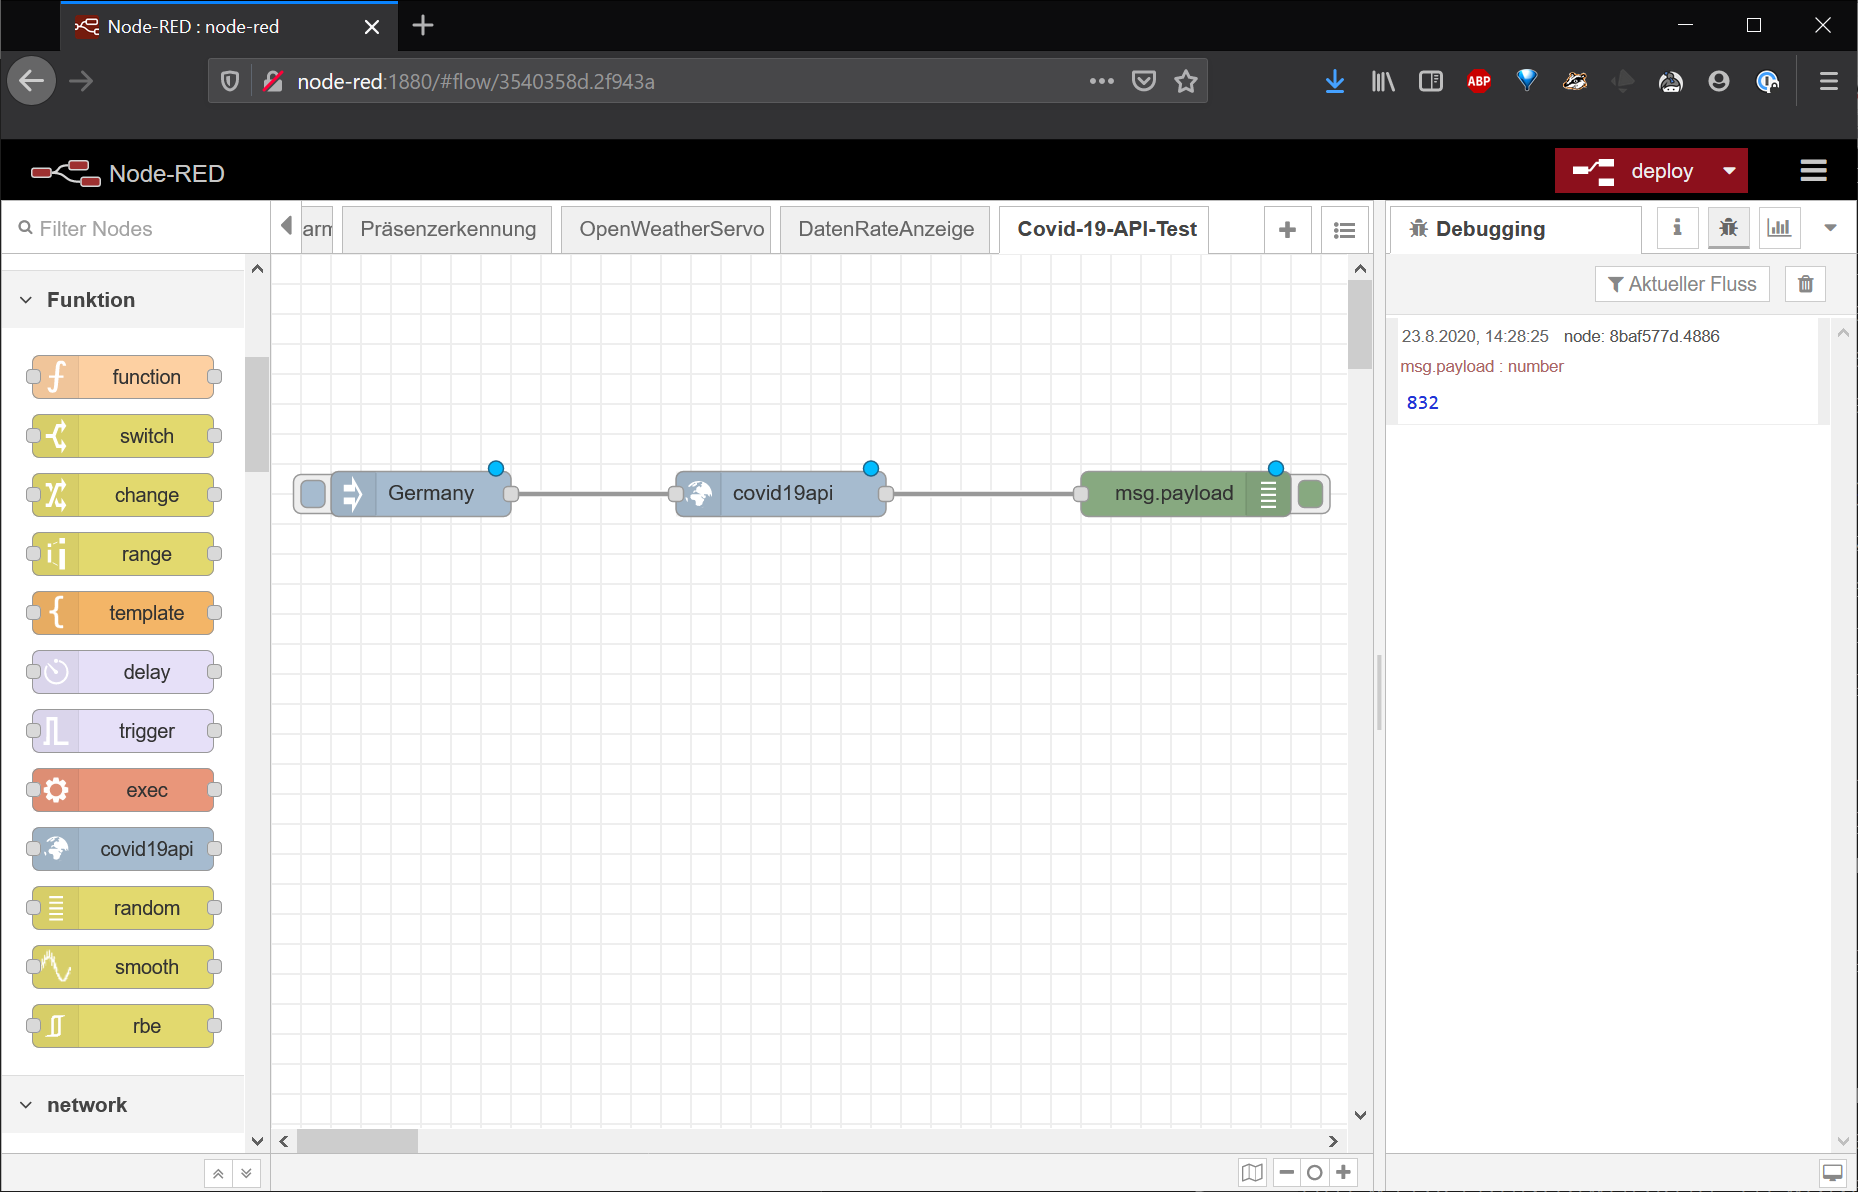 Node-RED : node-red
node-red:1880/#flow/3540358d.2f943a
ABP
Node-RED
deploy
Filter Nodes
arm
Präsenzerkennung
OpenWeatherServo
DatenRateAnzeige
Covid-19-API-Test
Debugging
Aktueller Fluss
Funktion
function
switch
change
range
template
delay
trigger
exec
covid19api
random
smooth
rbe
network
Germany
covid19api
msg.payload
23.8.2020, 14:28:25 node: 8baf577d.4886
msg.payload : number
832